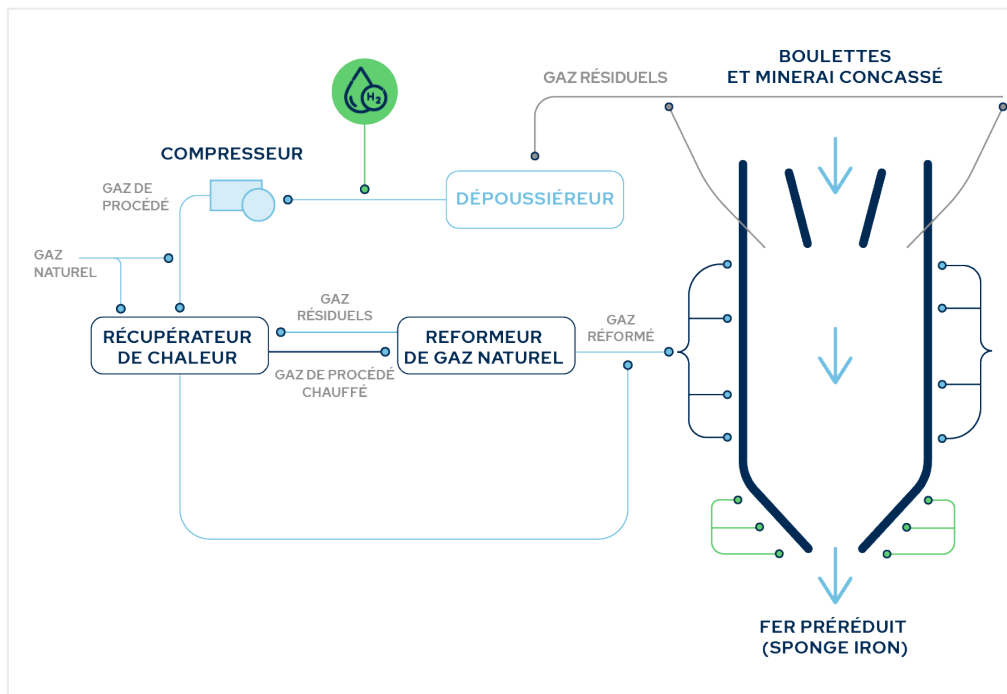 BOULETTES
ET MINERAI CONCASSÉ
GAZ RÉSIDUELS
H2
COMPRESSEUR
GAZ DE
PROCÉDÉ
DÉPOUSSIÉREUR
GAZ
NATUREL
RÉCUPÉRATEUR
DE CHALEUR
GAZ
RÉSIDUELS
GAZ DE PROCÉDÉ
CHAUFFÉ
REFORMEUR
DE GAZ NATUREL
GAZ
RÉFORMÉ
FER PRÉRÉDUIT
(SPONGE IRON)